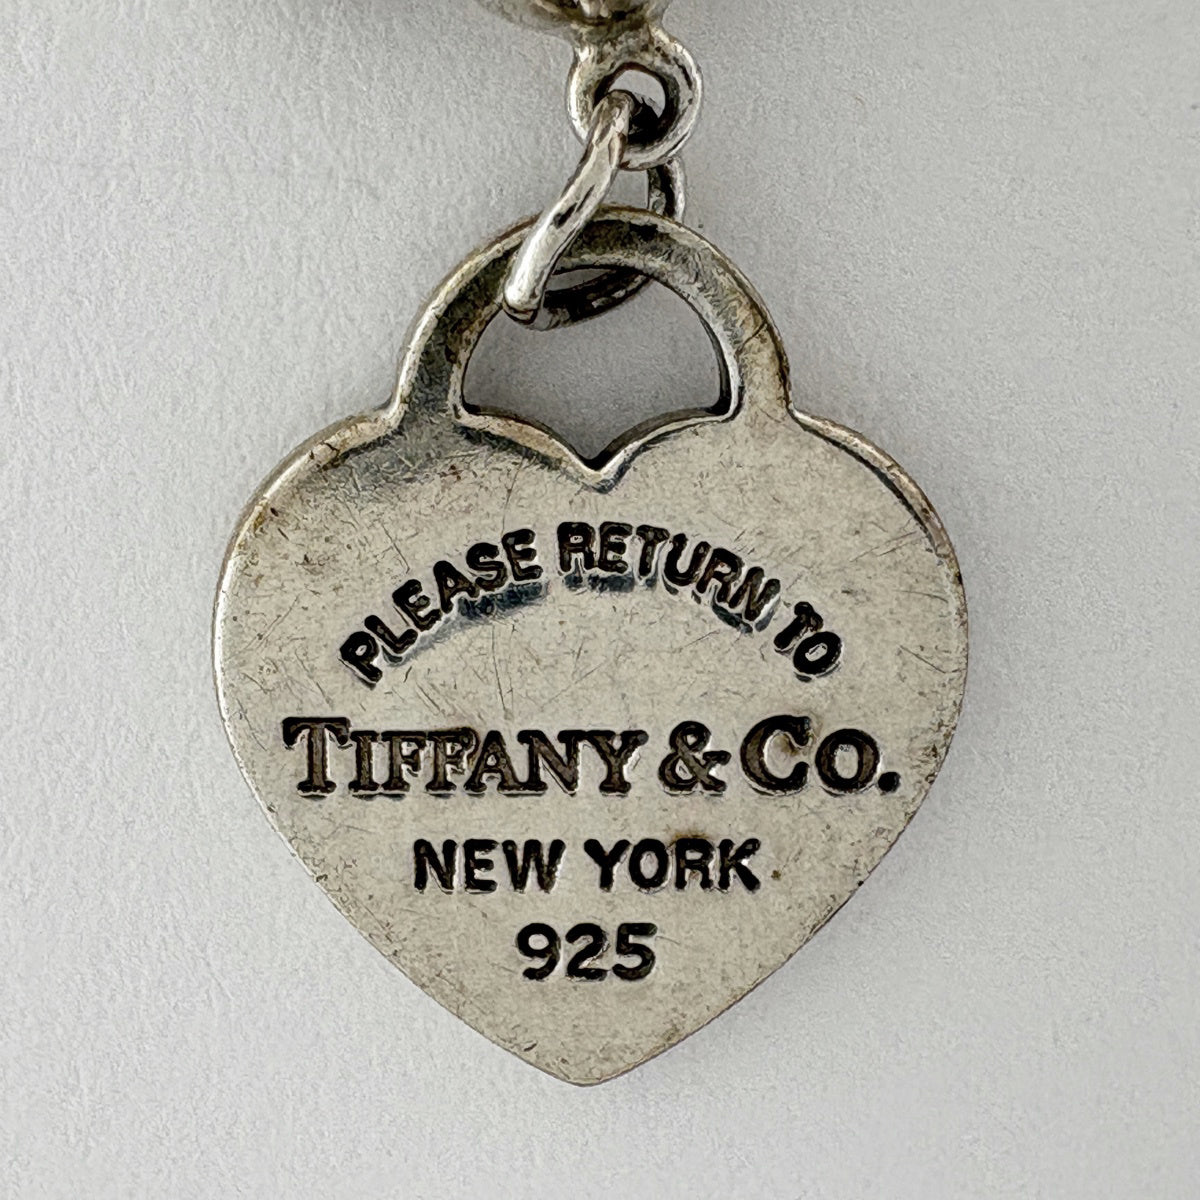 PLEASE RETURN TO
TIFFANY & CO.
NEW YORK
925